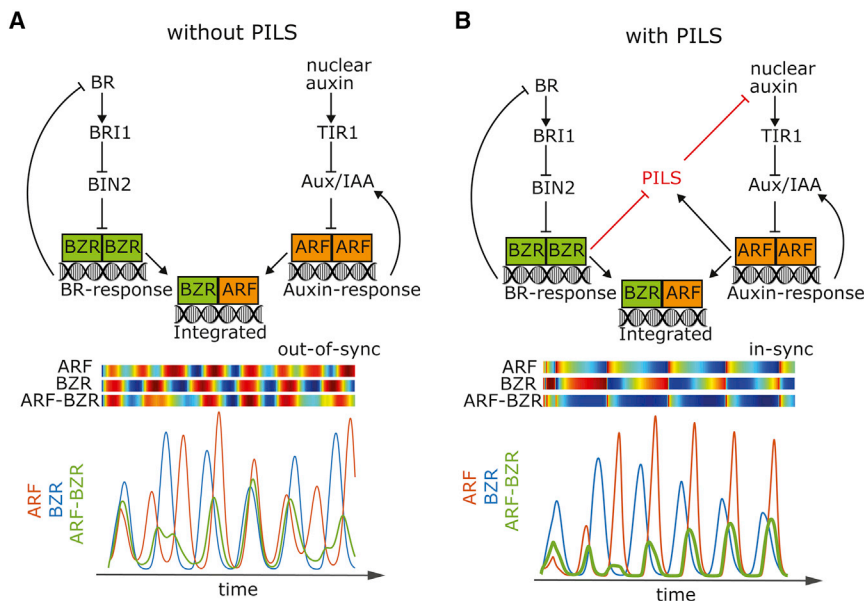 A
without PILS
BR
nuclear
auxin
BRI1
TIR1
BIN2
Aux/IAA
BZR BZR
ARF ARF
BR-response
BZR ARF
Auxin-response
Integrated
out-of-sync
ARF
BZR
ARF-BZR
ARF
BZR
ARF-BZR
time
B
with PILS
BR
nuclear
auxin
BRI1
TIR1
BIN2
PILS
Aux/IAA
BZR BZR
ARF ARF
BR-response
BZR ARF
Auxin-response
Integrated
in-sync
ARF
BZR
ARF-BZR
ARF
BZR
ARF-BZR
time